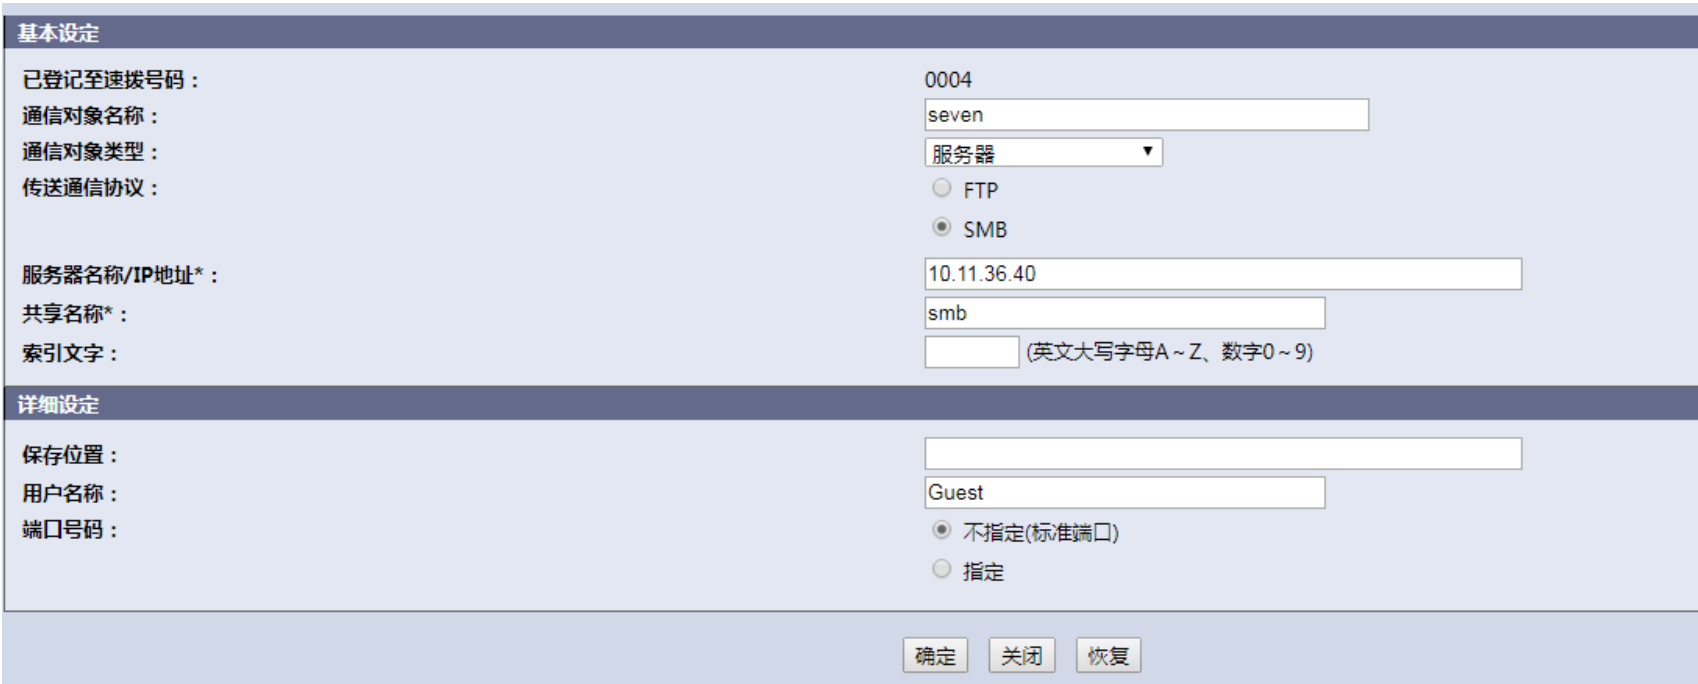 基本设定
已登记至速拨号码： 0004
通信对象名称： seven
通信对象类型： 服务器
传送通信协议： FTP
SMB
服务器名称/IP地址*： 10.11.36.40
共享名称*： smb
索引文字： (英文大写字母A～Z、数字0～9)
详细设定
保存位置：
用户名称： Guest
端口号码： 不指定(标准端口)
指定
确定 关闭 恢复